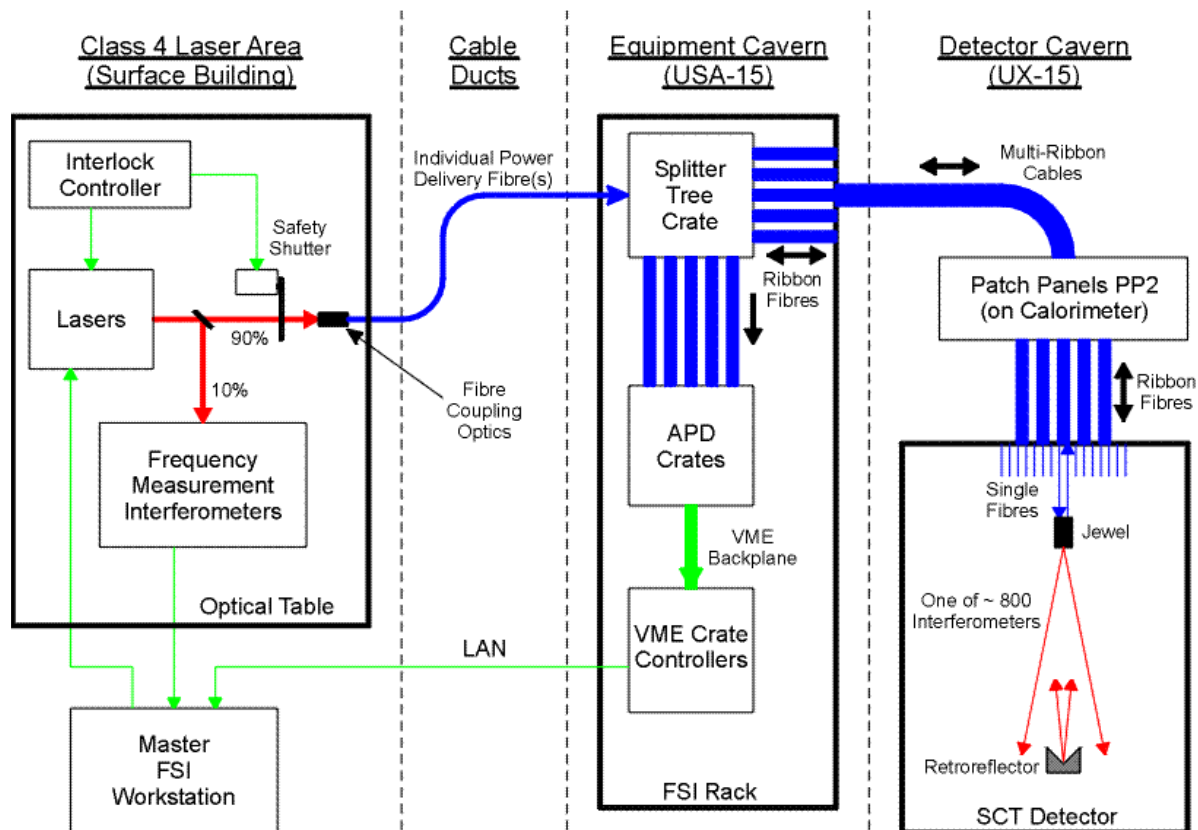 Class 4 Laser Area
(Surface Building)
Cable
Ducts
Equipment Cavern
(USA-15)
Detector Cavern
(UX-15)
Interlock
Controller
Safety
Shutter
Lasers
90%
10%
Fibre
Coupling
Optics
Frequency
Measurement
Interferometers
Optical Table
Master
FSI
Workstation
Individual Power
Delivery Fibre(s)
LAN
Splitter
Tree
Crate
Ribbon
Fibres
APD
Crates
VME
Backplane
VME Crate
Controllers
FSI Rack
Multi-Ribbon
Cables
Patch Panels PP2
(on Calorimeter)
Ribbon
Fibres
Single
Fibres
Jewel
One of ~ 800
Interferometers
Retroreflector
SCT Detector